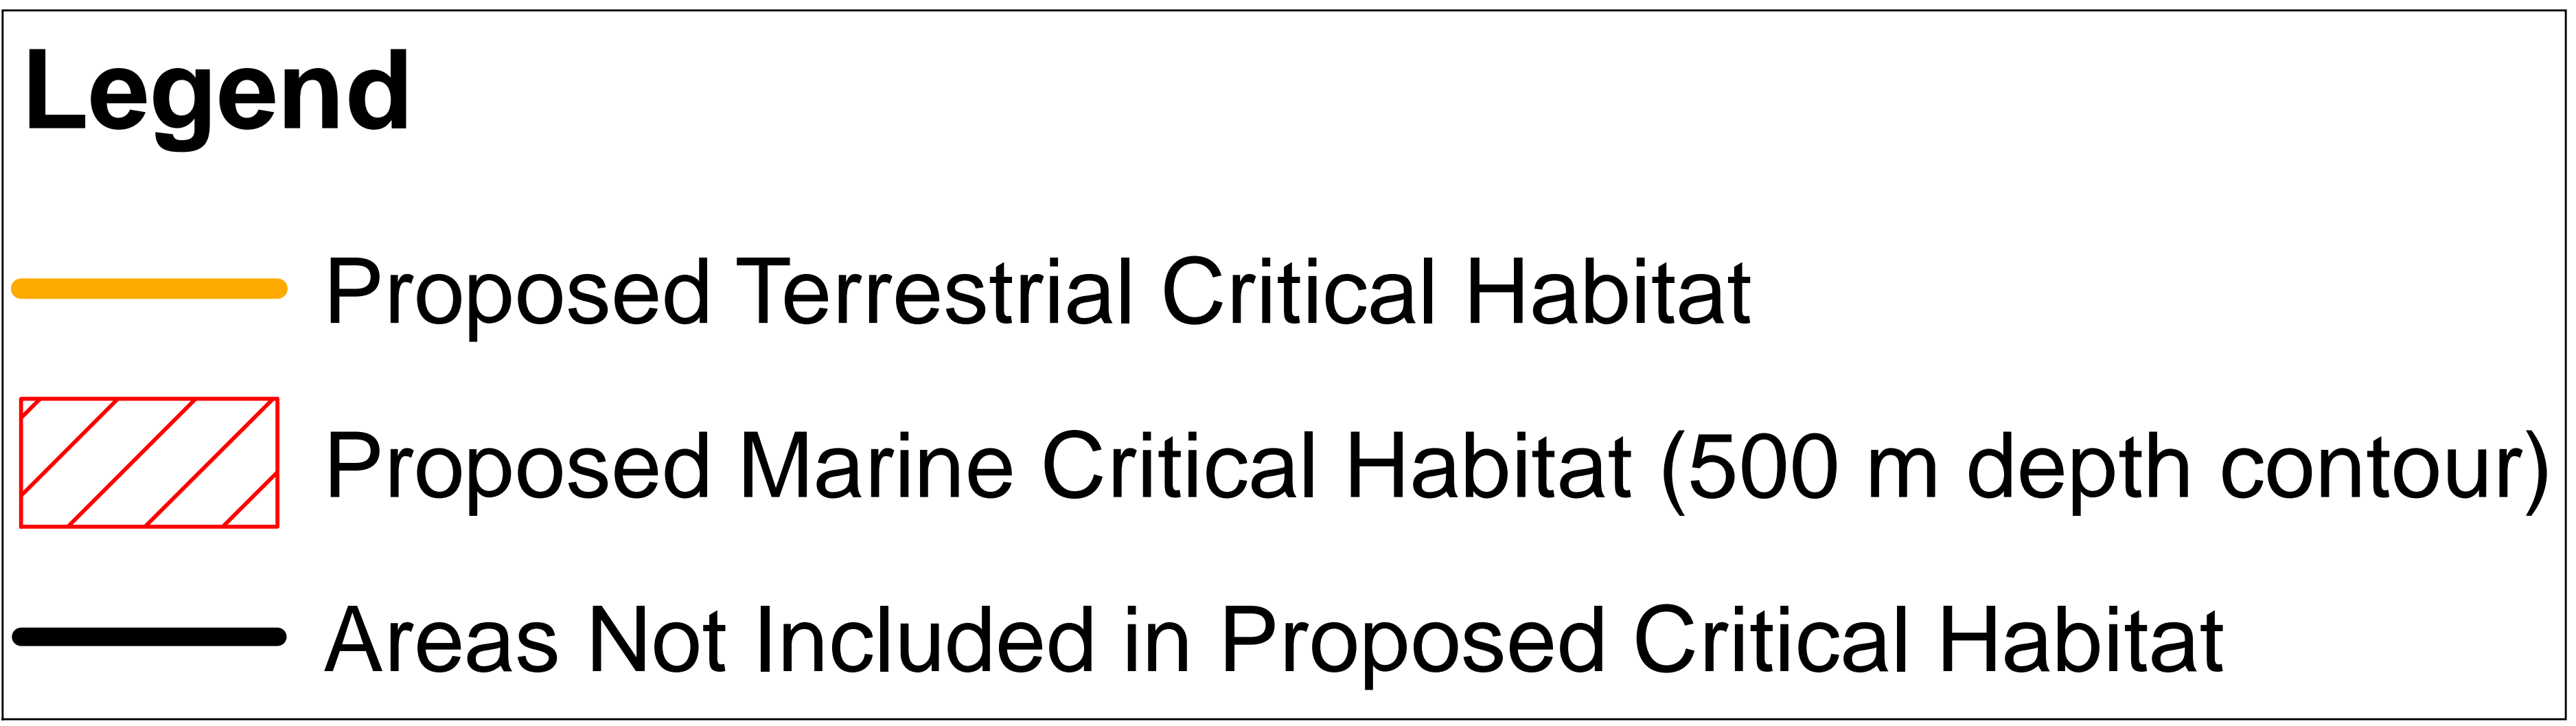 Legend
Proposed Terrestrial Critical Habitat
Proposed Marine Critical Habitat (500 m depth contour)
Areas Not Included in Proposed Critical Habitat